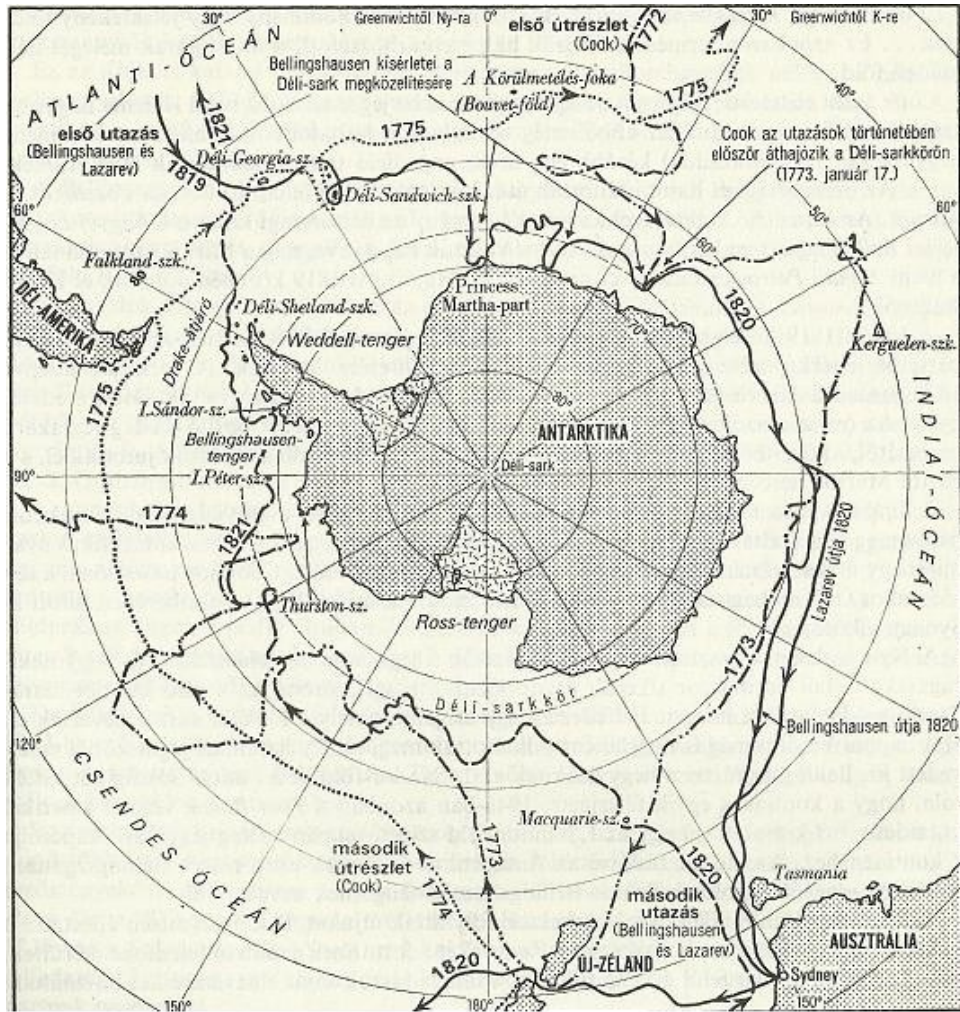 30°
Greenwichtől Ny-ra
0°
első útrészlet
(Cook)
1772
30°
Greenwichtől K-re
ATLANTI-ÓCEÁN
Bellingshausen kísérletei a
Déli-sark megközelítésére
A Körülmetélés-foka
(Bouvet-föld)
1775
1821
1775
első utazás
(Bellingshausen és
Lazarev)
1819
Déli-Georgia-sz.
Déli-Sandwich-szk.
Cook az utazások történetében
először áthajózik a Déli-sarkkörön
(1773. január 17.)
30°
40°
50°
60°
60°
Falkland-szk.
DÉL-AMERIKA
Drake-átjáró
Déli-Shetland-szk.
Weddell-tenger
Princess
Martha-part
70°
1820
Kerguelen-szk.
1775
I.Sándor-sz.
Bellingshausen-
tenger
I.Péter-sz.
80°
ANTARKTIKA
Déli-sark
INDIAI-ÓCEÁN
90°
1774
1821
Thurston-sz.
Ross-tenger
Lazarev útja 1820
1773
Déli-sarkkör
Bellingshausen útja 1820
120°
CSENDES-ÓCEÁN
Macquarie-sz.
második
útrészlet
(Cook)
1773
1774
1820
Tasmania
második
utazás
(Bellingshausen
és Lazarev)
AUSZTRÁLIA
ÚJ-ZÉLAND
Sydney
1820
150°
180°
150°